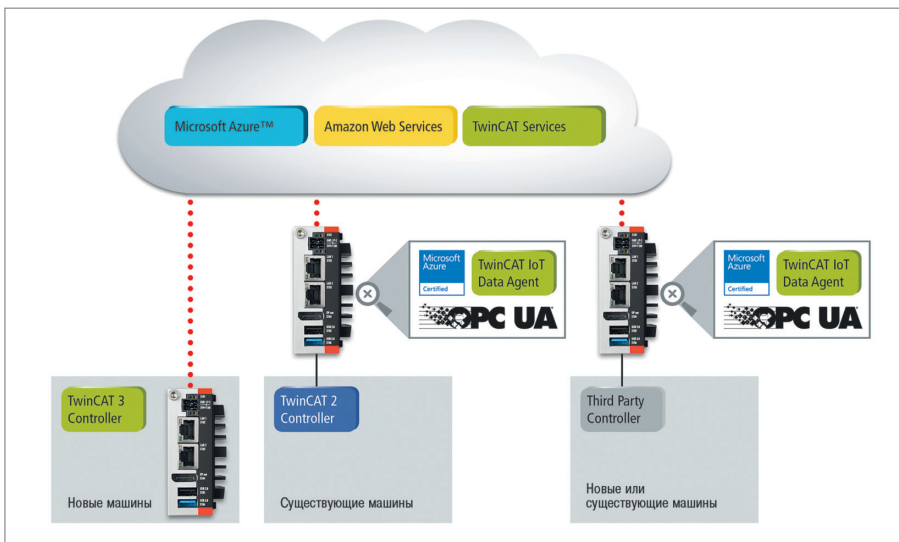 Microsoft Azure™
Amazon Web Services
TwinCAT Services
Microsoft
Azure
Certified
TwinCAT IoT
Data Agent
OPC UA
Microsoft
Azure
Certified
TwinCAT IoT
Data Agent
OPC UA
TwinCAT 3
Controller
Новые машины
TwinCAT 2
Controller
Существующие машины
Third Party
Controller
Новые или
существующие машины